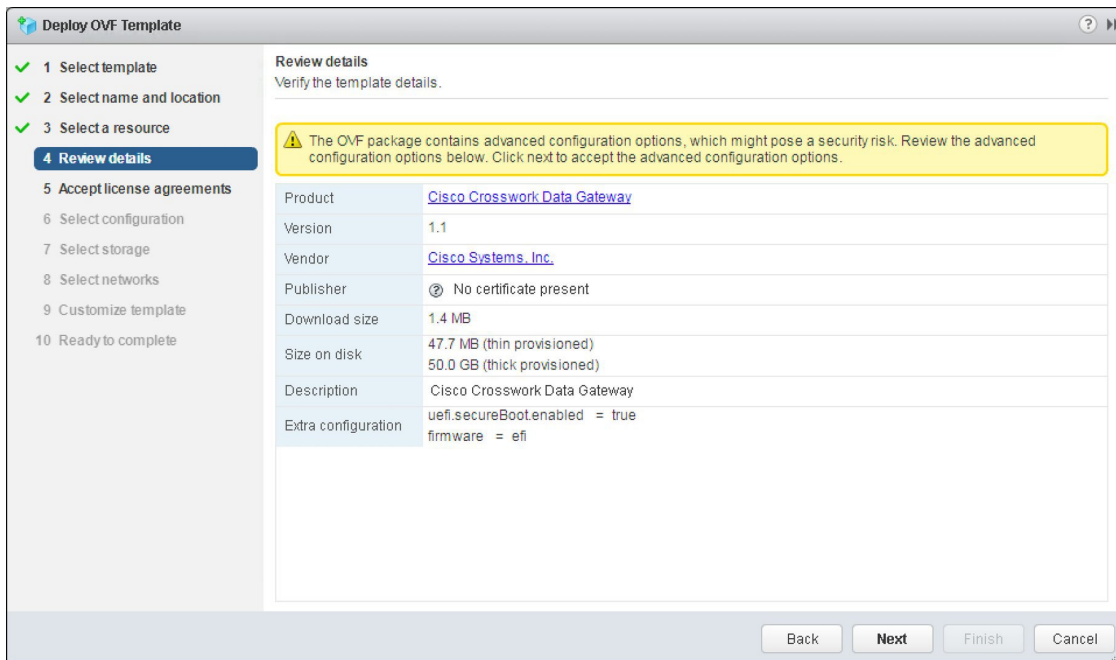 Deploy OVF Template
1 Select template
2 Select name and location
3 Select a resource
4 Review details
5 Accept license agreements
6 Select configuration
7 Select storage
8 Select networks
9 Customize template
10 Ready to complete
Review details
Verify the template details.
The OVF package contains advanced configuration options, which might pose a security risk. Review the advanced
configuration options below. Click next to accept the advanced configuration options.
Product Cisco Crosswork Data Gateway
Version 1.1
Vendor Cisco Systems, Inc.
Publisher No certificate present
Download size 1.4 MB
Size on disk 47.7 MB (thin provisioned)
50.0 GB (thick provisioned)
Description Cisco Crosswork Data Gateway
Extra configuration uefi.secureBoot.enabled = true
firmware = efi
Back Next Finish Cancel